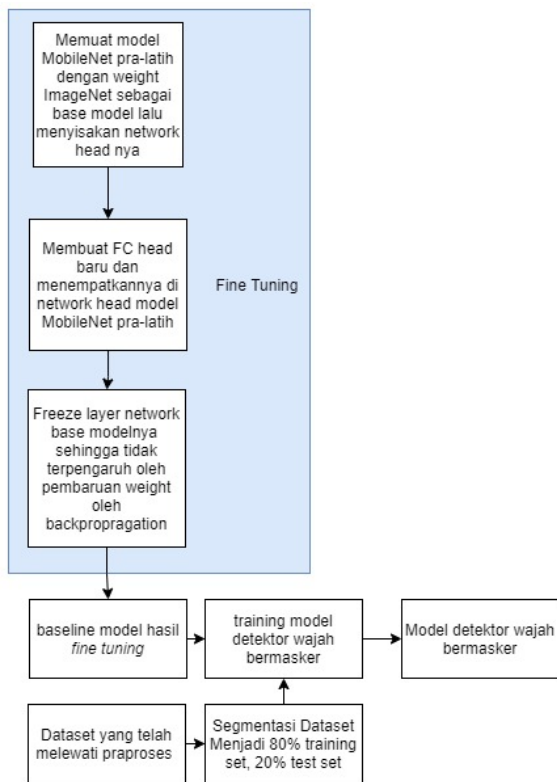 Memuat model
MobileNet pra-latih
dengan weight
ImageNet sebagai
base model lalu
menyisakan network
head nya
Membuat FC head
baru dan
menempatkannya di
network head model
MobileNet pra-latih
Fine Tuning
Freeze layer network
base modelnya
sehingga tidak
terpengaruh oleh
pembaruan weight
oleh
backpropragation
baseline model hasil
fine tuning
training model
detektor wajah
bermasker
Model detektor wajah
bermasker
Dataset yang telah
melewati praproses
Segmentasi Dataset
Menjadi 80% training
set, 20% test set